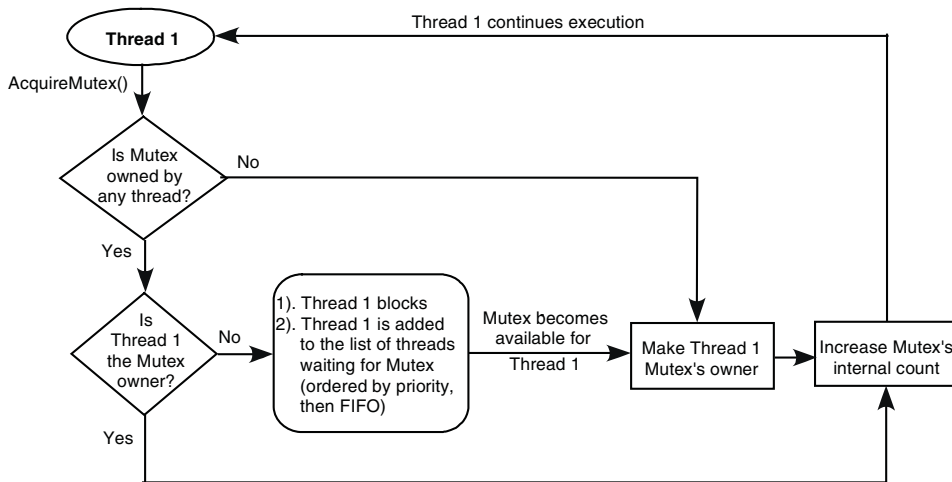 Thread 1 continues execution
Thread 1
AcquireMutex()
Is Mutex
owned by
any thread?
No
Yes
Is
Thread 1
the Mutex
owner?
No
Yes
1). Thread 1 blocks
2). Thread 1 is added
to the list of threads
waiting for Mutex
(ordered by priority,
then FIFO)
Mutex becomes
available for
Thread 1
Make Thread 1
Mutex's owner
Increase Mutex's
internal count